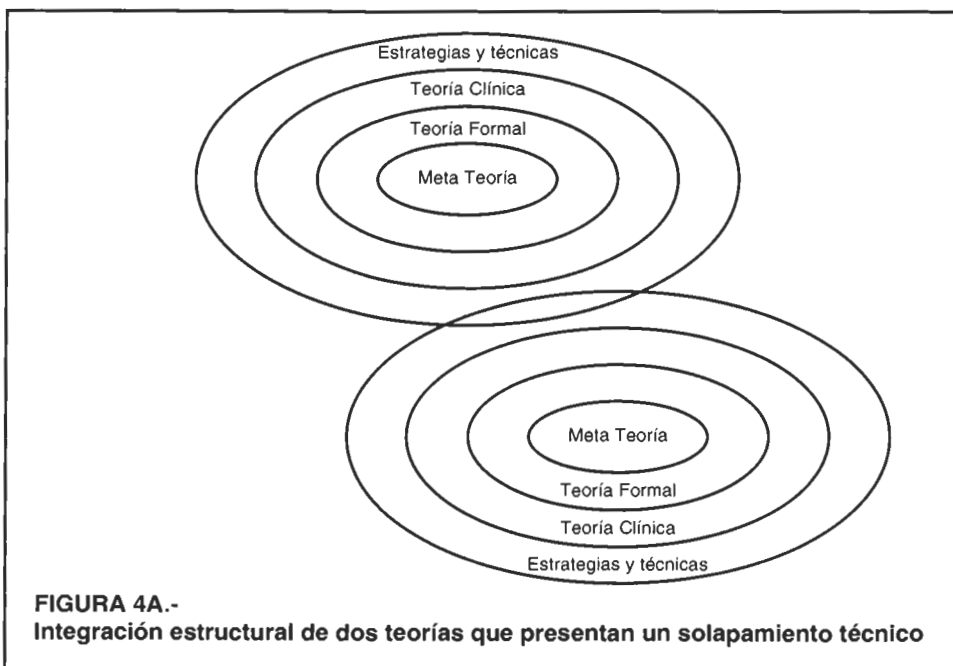 Estrategias y técnicas
Teoría Clínica
Teoría Formal
Meta Teoría
Meta Teoría
Teoría Formal
Teoría Clínica
Estrategias y técnicas
FIGURA 4A.-
Integración estructural de dos teorías que presentan un solapamiento técnico